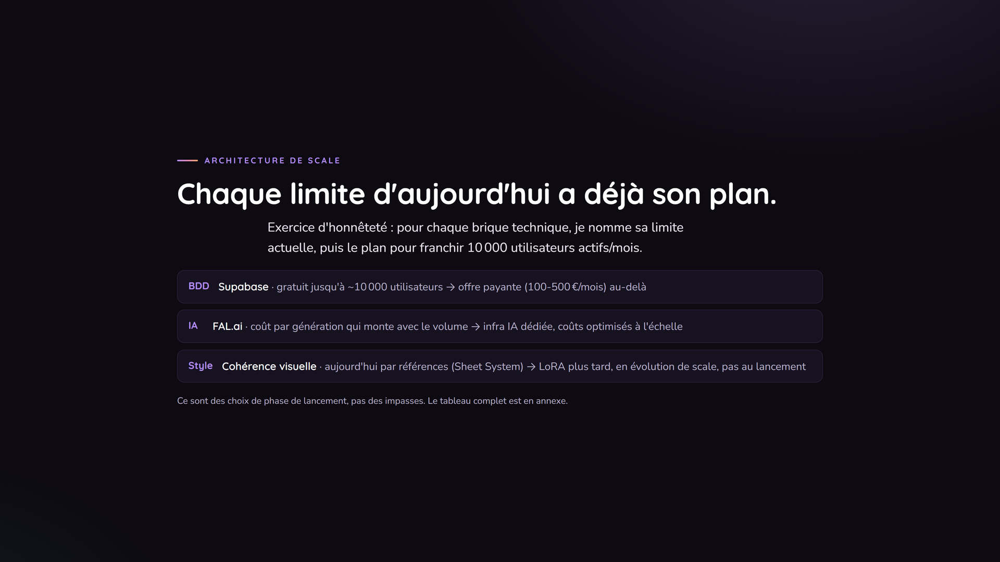 ARCHITECTURE DE SCALE
Chaque limite d'aujourd'hui a déjà son plan.
Exercice d'honnêteté : pour chaque brique technique, je nomme sa limite
actuelle, puis le plan pour franchir 10 000 utilisateurs actifs/mois.
BDD Supabase · gratuit jusqu'à ~10 000 utilisateurs → offre payante (100-500 €/mois) au-delà
IA FAL.ai · coût par génération qui monte avec le volume → infra IA dédiée, coûts optimisés à l'échelle
Style Cohérence visuelle · aujourd'hui par références (Sheet System) → LoRA plus tard, en évolution de scale, pas au lancement
Ce sont des choix de phase de lancement, pas des impasses. Le tableau complet est en annexe.